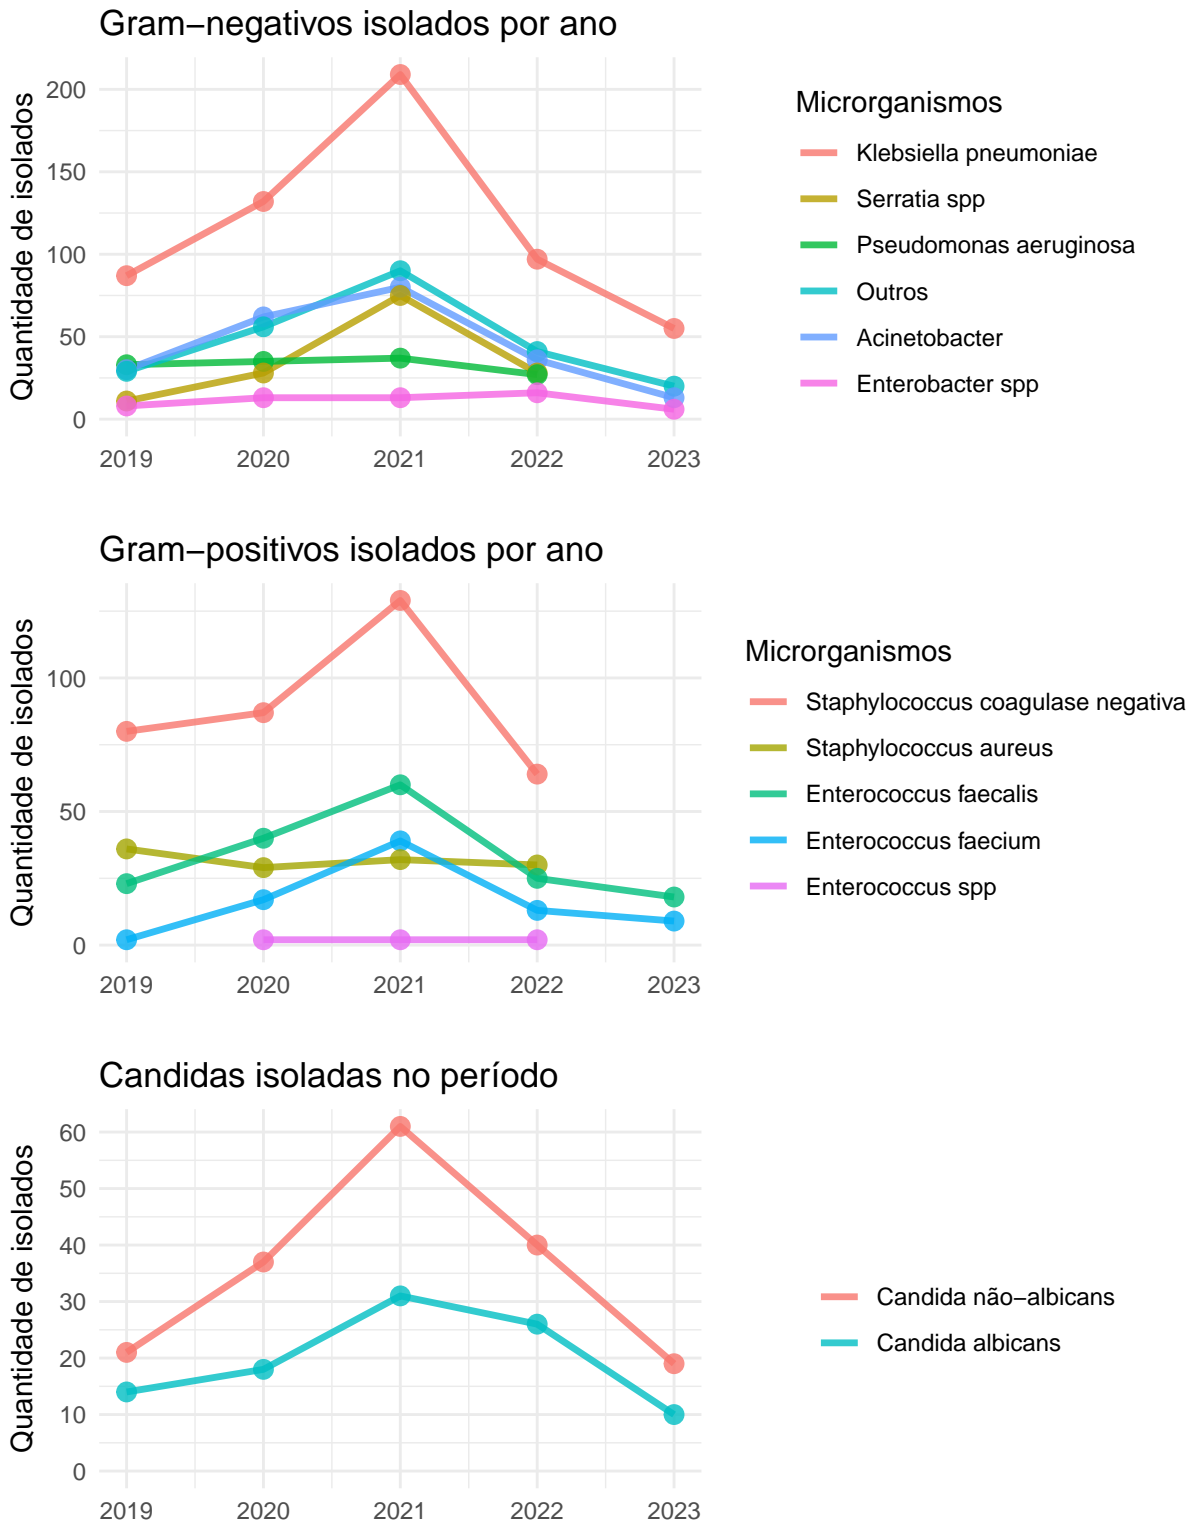 Gram−negativos isolados por ano
Quantidade de isolados
200
150
100
50
0
2019 2020 2021 2022 2023
Microrganismos
Klebsiella pneumoniae
Serratia spp
Pseudomonas aeruginosa
Outros
Acinetobacter
Enterobacter spp
Gram−positivos isolados por ano
Quantidade de isolados
100
50
0
2019 2020 2021 2022 2023
Microrganismos
Staphylococcus coagulase negativa
Staphylococcus aureus
Enterococcus faecalis
Enterococcus faecium
Enterococcus spp
Candidas isoladas no período
Quantidade de isolados
60
50
40
30
20
10
0
2019 2020 2021 2022 2023
Candida não−albicans
Candida albicans